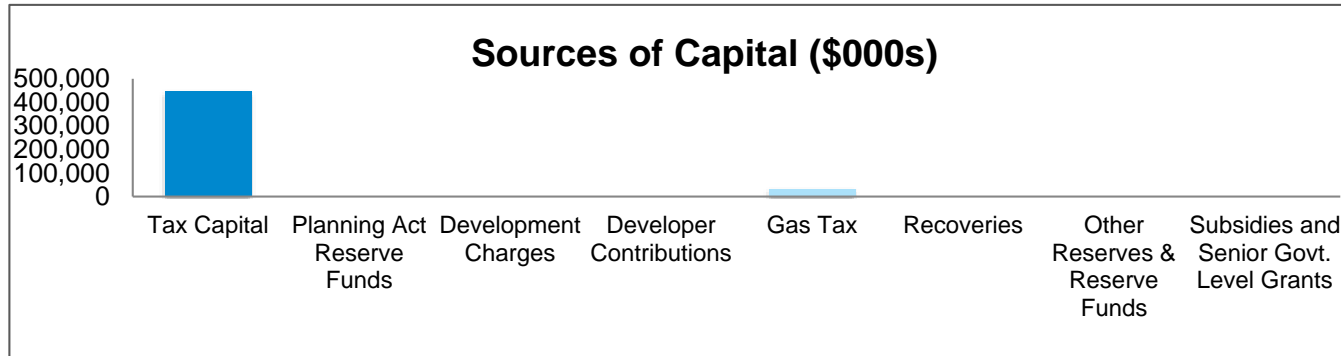 Sources of Capital ($000s)
500,000
400,000
300,000
200,000
100,000
0
Tax Capital
Planning Act
Reserve
Funds
Development
Charges
Developer
Contributions
Gas Tax
Recoveries
Other
Reserves &
Reserve
Funds
Subsidies and
Senior Govt.
Level Grants